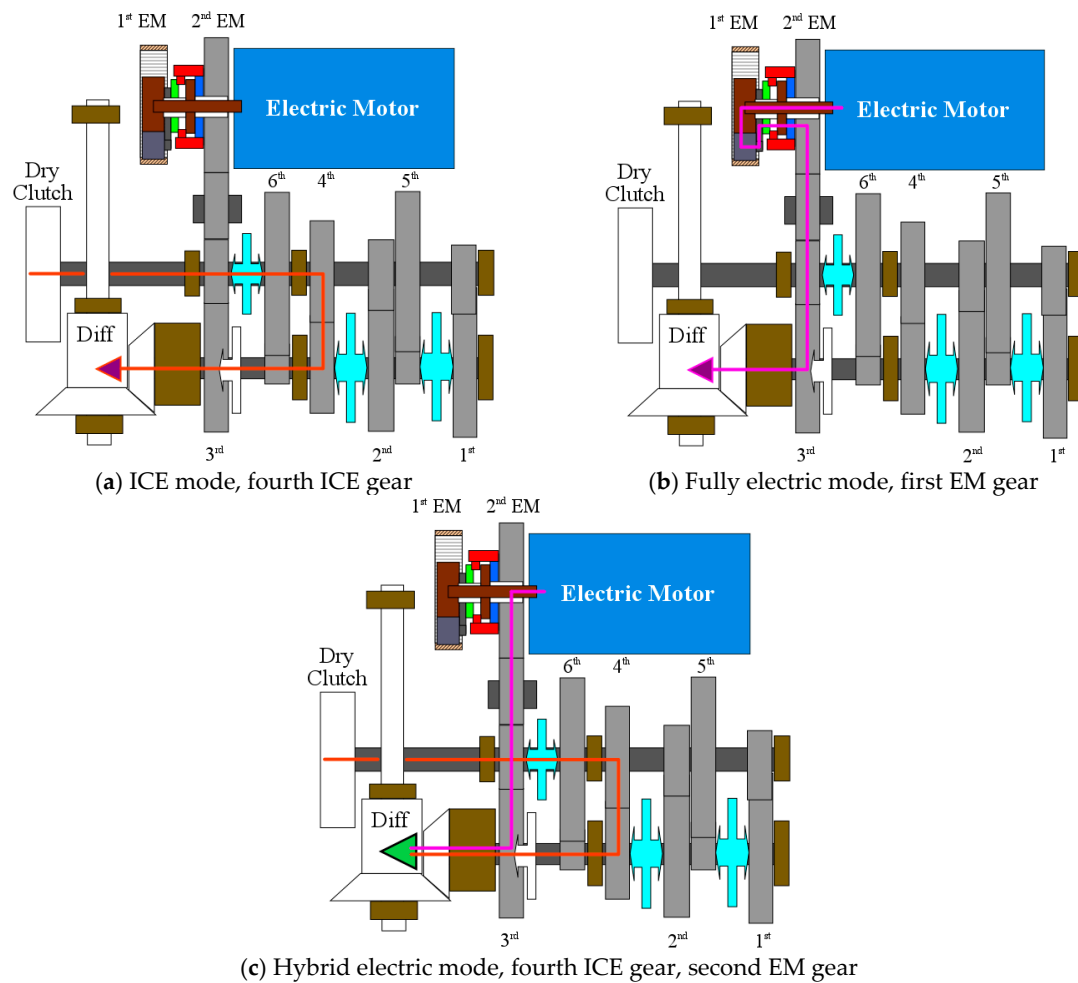 1st EM
2nd EM
Electric Motor
Dry
Clutch
6th
4th
5th
Diff
3rd
2nd
1st
(a) ICE mode, fourth ICE gear
1st EM
2nd EM
Electric Motor
Dry
Clutch
6th
4th
5th
Diff
3rd
2nd
1st
(b) Fully electric mode, first EM gear
1st EM
2nd EM
Electric Motor
Dry
Clutch
6th
4th
5th
Diff
3rd
2nd
1st
(c) Hybrid electric mode, fourth ICE gear, second EM gear